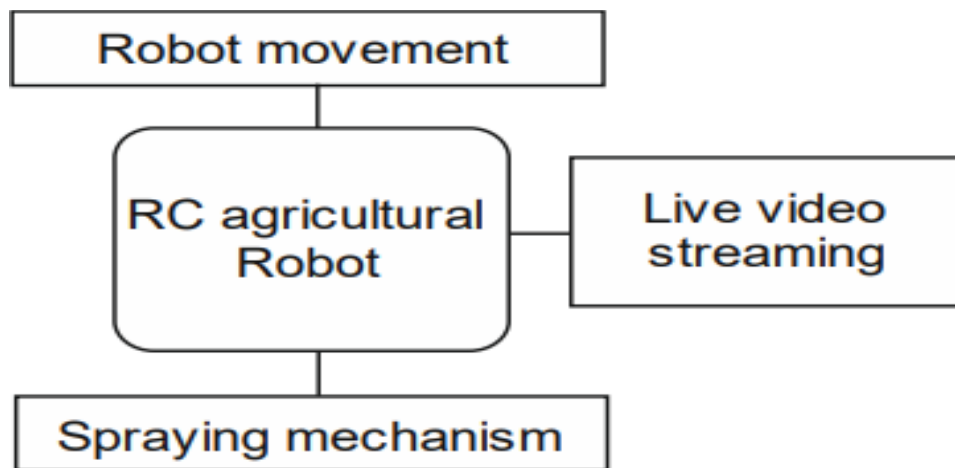 Robot movement
RC agricultural
Robot
Live video
streaming
Spraying mechanism